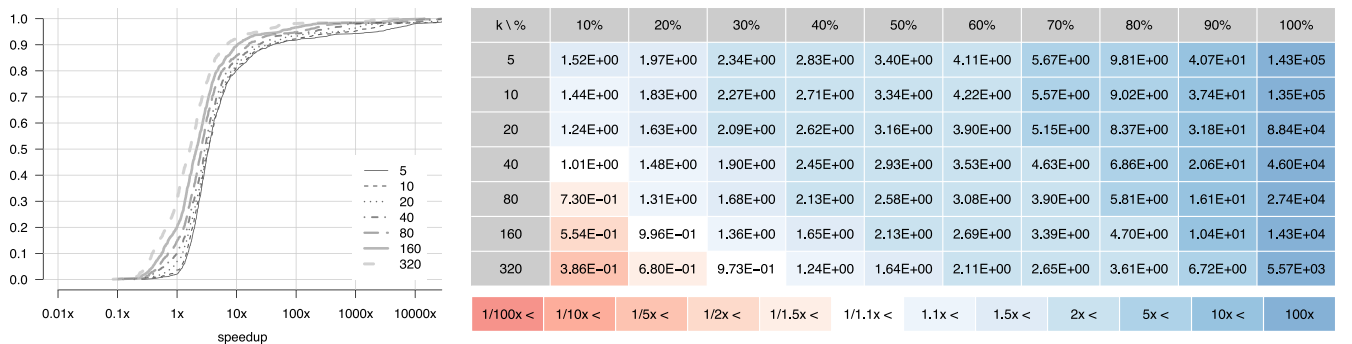 1.0
0.9
0.8
0.7
0.6
0.5
0.4
0.3
0.2
0.1
0.0
5
10
20
40
80
160
320
0.01x 0.1x 1x 10x 100x 1000x 10000x
speedup
k \ % 10% 20% 30% 40% 50% 60% 70% 80% 90% 100%
5 1.52E+00 1.97E+00 2.34E+00 2.83E+00 3.40E+00 4.11E+00 5.67E+00 9.81E+00 4.07E+01 1.43E+05
10 1.44E+00 1.83E+00 2.27E+00 2.71E+00 3.34E+00 4.22E+00 5.57E+00 9.02E+00 3.74E+01 1.35E+05
20 1.24E+00 1.63E+00 2.09E+00 2.62E+00 3.16E+00 3.90E+00 5.15E+00 8.37E+00 3.18E+01 8.84E+04
40 1.01E+00 1.48E+00 1.90E+00 2.45E+00 2.93E+00 3.53E+00 4.63E+00 6.86E+00 2.06E+01 4.60E+04
80 7.30E−01 1.31E+00 1.68E+00 2.13E+00 2.58E+00 3.08E+00 3.90E+00 5.81E+00 1.61E+01 2.74E+04
160 5.54E−01 9.96E−01 1.36E+00 1.65E+00 2.13E+00 2.69E+00 3.39E+00 4.70E+00 1.04E+01 1.43E+04
320 3.86E−01 6.80E−01 9.73E−01 1.24E+00 1.64E+00 2.11E+00 2.65E+00 3.61E+00 6.72E+00 5.57E+03
1/100x < 1/10x < 1/5x < 1/2x < 1/1.5x < 1/1.1x < 1.1x < 1.5x < 2x < 5x < 10x < 100x